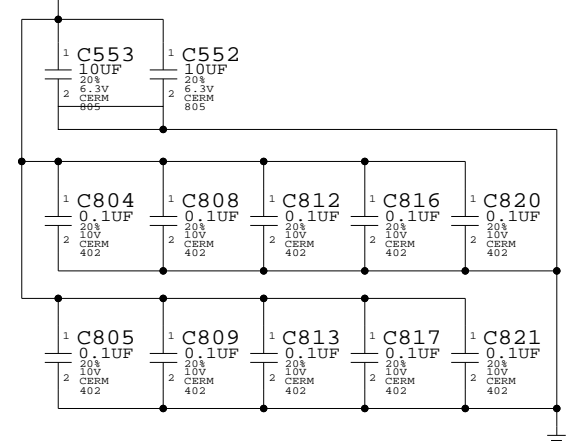 1 C553 1 C552
10UF 10UF
20% 20%
2 6.3V 2 6.3V
CERM CERM
805 805
1 C804 1 C808 1 C812 1 C816 1 C820
0.1UF 0.1UF 0.1UF 0.1UF 0.1UF
20% 20% 20% 20% 20%
2 10V 2 10V 2 10V 2 10V 2 10V
CERM CERM CERM CERM CERM
402 402 402 402 402
1 C805 1 C809 1 C813 1 C817 1 C821
0.1UF 0.1UF 0.1UF 0.1UF 0.1UF
20% 20% 20% 20% 20%
2 10V 2 10V 2 10V 2 10V 2 10V
CERM CERM CERM CERM CERM
402 402 402 402 402